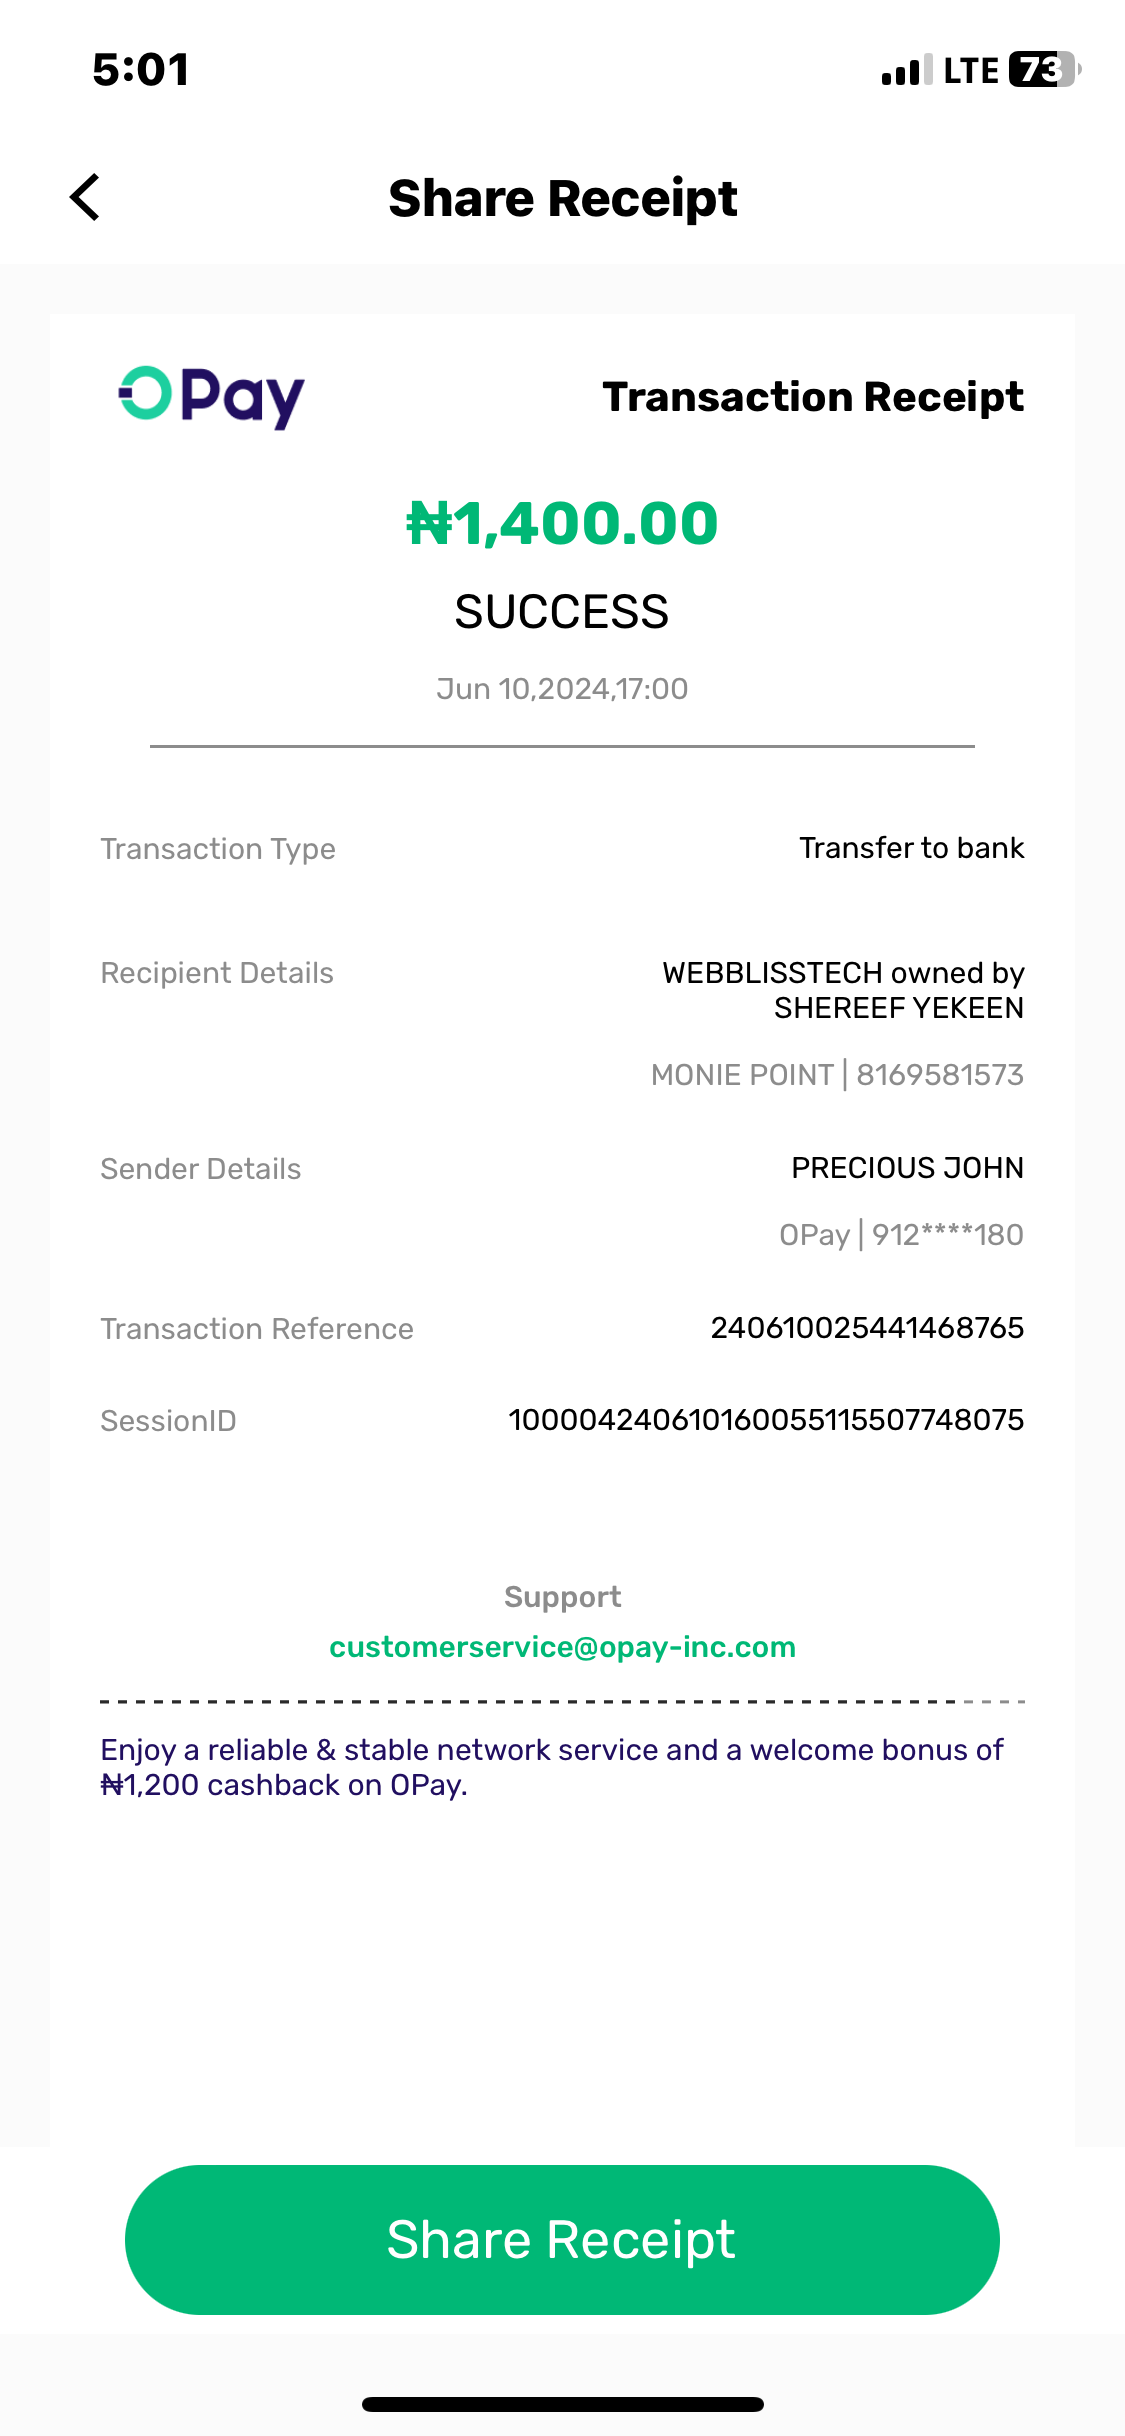 5:01
LTE 73
Share Receipt
OPay
Transaction Receipt
₦1,400.00
SUCCESS
Jun 10,2024,17:00
Transaction Type
Transfer to bank
Recipient Details
WEBBLISSTECH owned by
SHEREEF YEKEEN
MONIE POINT | 8169581573
Sender Details
PRECIOUS JOHN
OPay | 912****180
Transaction Reference
240610025441468765
SessionID
100004240610160055115507748075
Support
customerservice@opay-inc.com
Enjoy a reliable & stable network service and a welcome bonus of
₦1,200 cashback on OPay.
Share Receipt